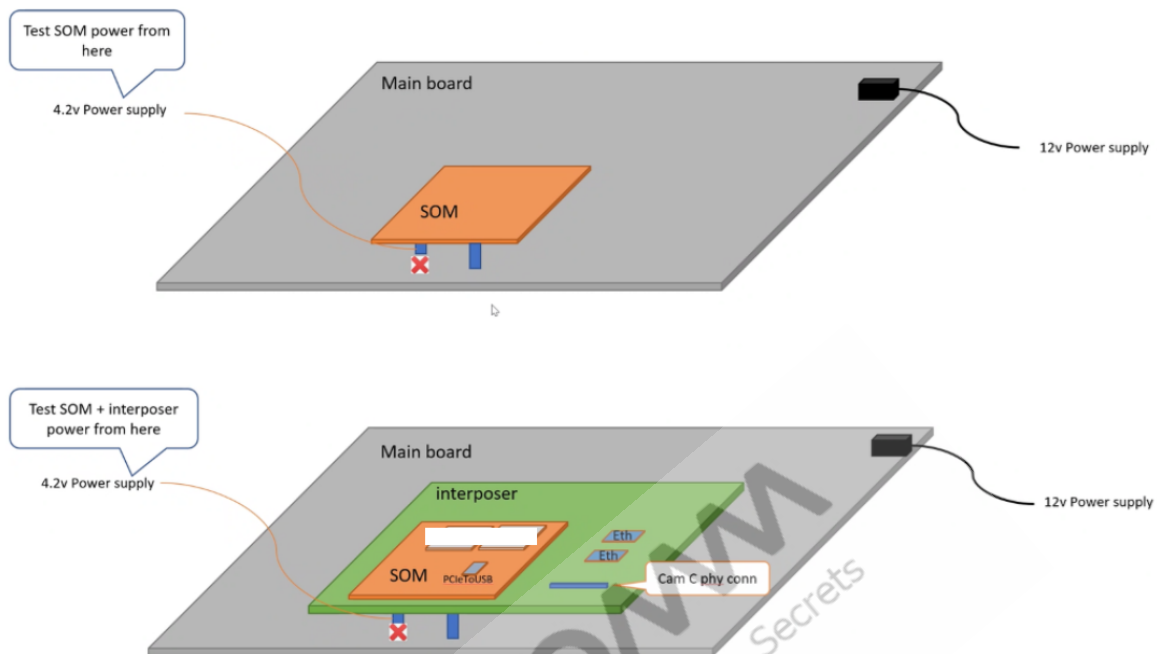 Test SOM power from
here
4.2v Power supply
Main board
12v Power supply
SOM
Test SOM + interposer
power from here
4.2v Power supply
Main board
12v Power supply
interposer
Eth
Eth
SOM
PCIeToUSB
Cam C phy conn
Secrets